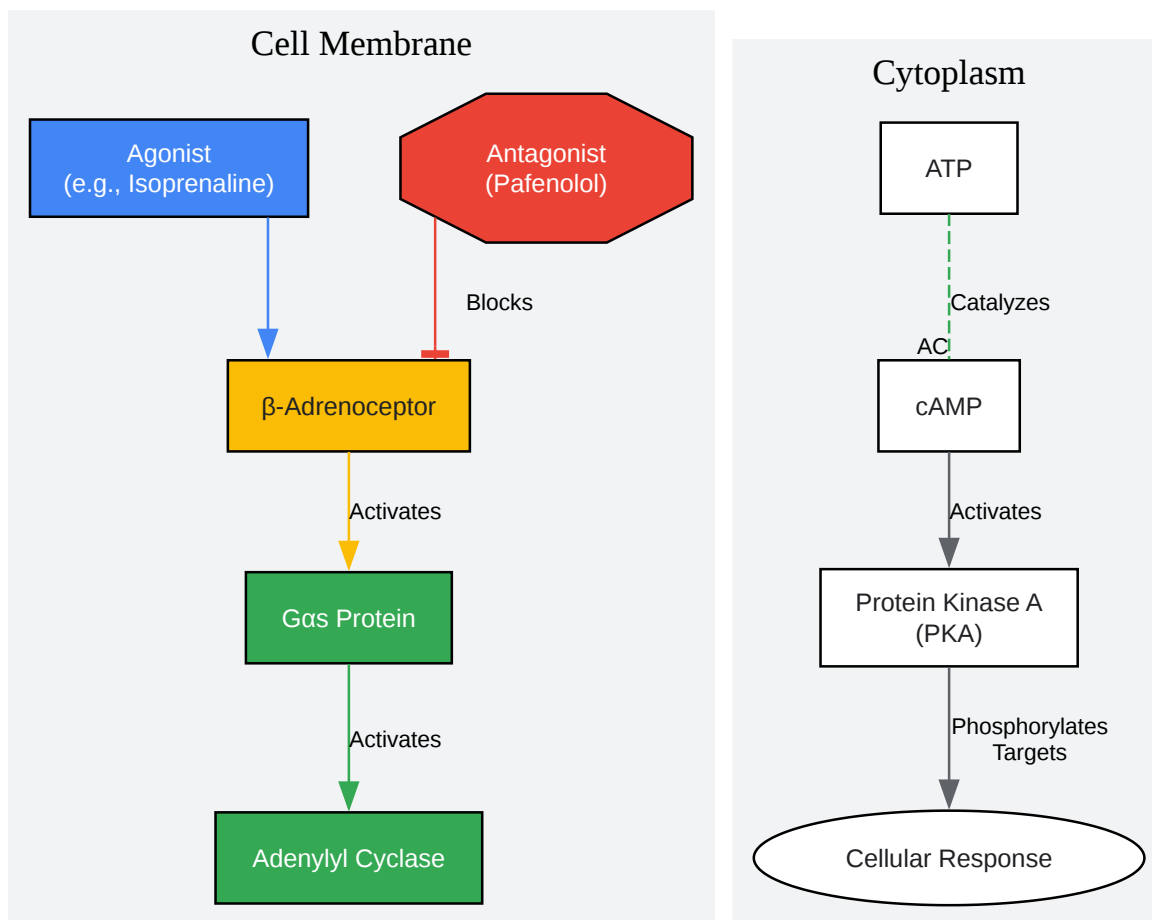 Cell Membrane
Agonist
(e.g., Isoprenaline)
Antagonist
(Pafenolol)
Blocks
β-Adrenoceptor
Activates
Gαs Protein
Activates
Adenylyl Cyclase
Cytoplasm
ATP
Catalyzes
AC
cAMP
Activates
Protein Kinase A
(PKA)
Phosphorylates
Targets
Cellular Response